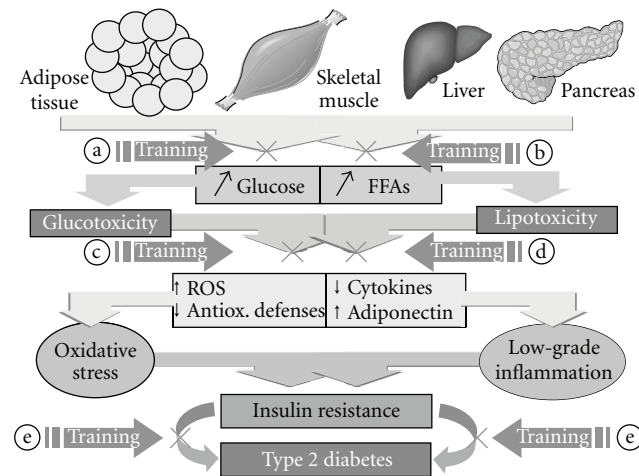 Adipose
tissue
Skeletal
muscle
Liver
Pancreas
a Training
Training b
↗ Glucose
↗ FFAs
Glucotoxicity
Lipotoxicity
c Training
Training d
↑ ROS
↓ Antiox. defenses
↓ Cytokines
↑ Adiponectin
Oxidative
stress
Low-grade
inflammation
Insulin resistance
e Training
Training e
Type 2 diabetes